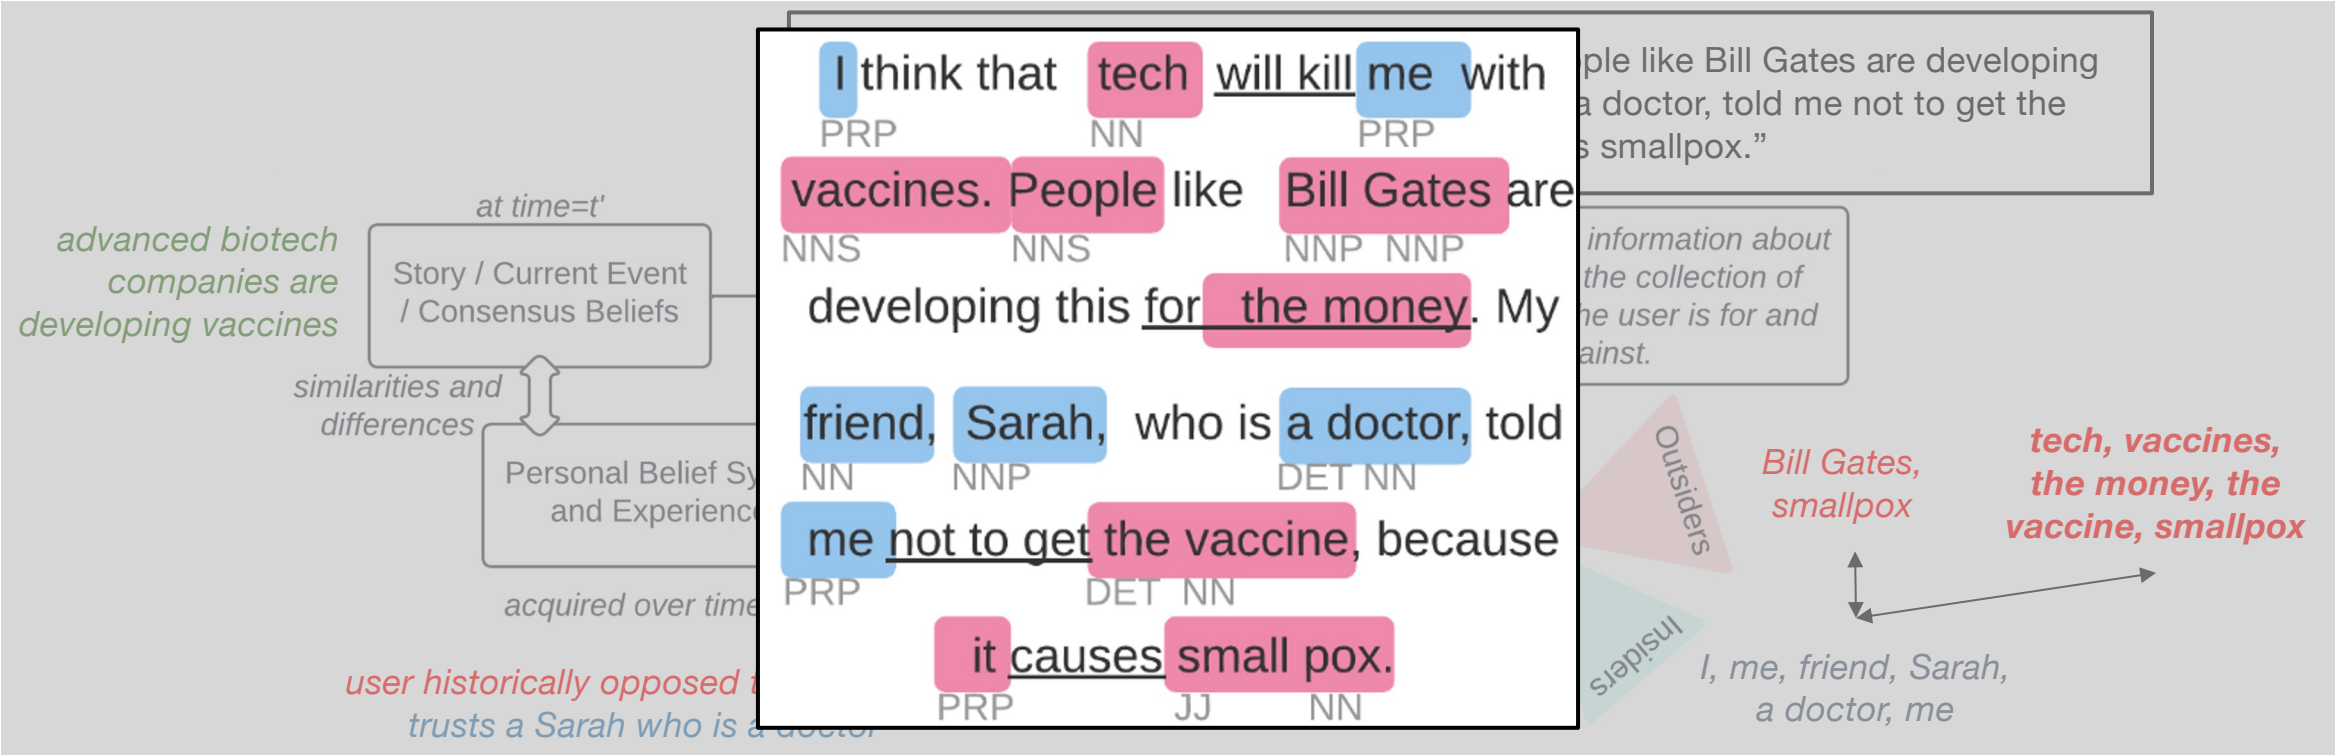 I think that tech will kill me with
PRP NN PRP
vaccines. People like Bill Gates are
NNS NNS NNP NNP
developing this for the money. My
friend, Sarah, who is a doctor, told
NN NNP DET NN
me not to get the vaccine, because
PRP DET NN
it causes small pox.
PRP JJ NN
ple like Bill Gates are developing
a doctor, told me not to get the
s smallpox.”
at time=t'
advanced biotech
companies are
developing vaccines
Story / Current Event
/ Consensus Beliefs
similarities and
differences
Personal Belief Sy
and Experienc
acquired over time
user historically opposed t
trusts a Sarah who is a doctor
information about
the collection of
he user is for and
ainst.
Outsiders
Insiders
Bill Gates,
smallpox
tech, vaccines,
the money, the
vaccine, smallpox
I, me, friend, Sarah,
a doctor, me